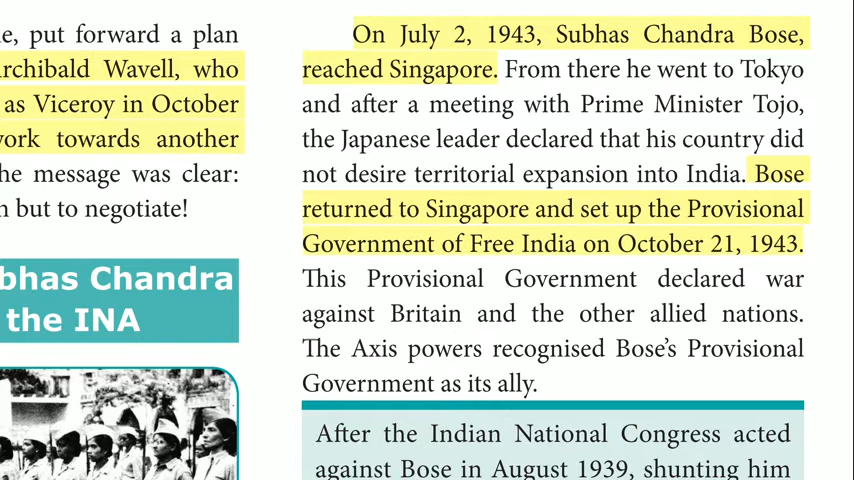 , put forward a plan
Archibald Wavell, who
as Viceroy in October
work towards another
he message was clear:
but to negotiate!
bhas Chandra
the INA
On July 2, 1943, Subhas Chandra Bose,
reached Singapore. From there he went to Tokyo
and after a meeting with Prime Minister Tojo,
the Japanese leader declared that his country did
not desire territorial expansion into India. Bose
returned to Singapore and set up the Provisional
Government of Free India on October 21, 1943.
This Provisional Government declared war
against Britain and the other allied nations.
The Axis powers recognised Bose’s Provisional
Government as its ally.
After the Indian National Congress acted
against Bose in August 1939, shunting him